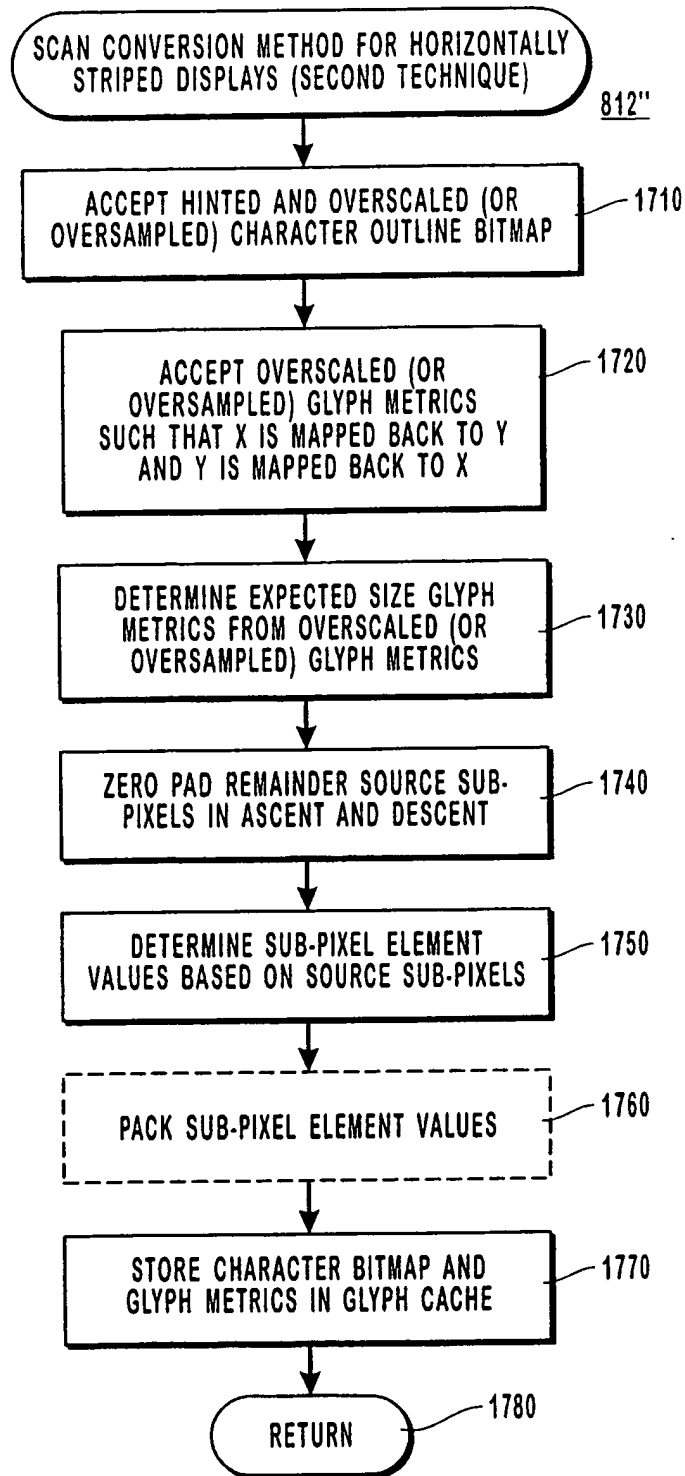 SCAN CONVERSION METHOD FOR HORIZONTALLY
STRIPED DISPLAYS (SECOND TECHNIQUE)
812"
ACCEPT HINTED AND OVERSCALED (OR
OVERSAMPLED) CHARACTER OUTLINE BITMAP
1710
ACCEPT OVERSCALED (OR
OVERSAMPLED) GLYPH METRICS
SUCH THAT X IS MAPPED BACK TO Y
AND Y IS MAPPED BACK TO X
1720
DETERMINE EXPECTED SIZE GLYPH
METRICS FROM OVERSCALED (OR
OVERSAMPLED) GLYPH METRICS
1730
ZERO PAD REMAINDER SOURCE SUB-
PIXELS IN ASCENT AND DESCENT
1740
DETERMINE SUB-PIXEL ELEMENT
VALUES BASED ON SOURCE SUB-PIXELS
1750
PACK SUB-PIXEL ELEMENT VALUES
1760
STORE CHARACTER BITMAP AND
GLYPH METRICS IN GLYPH CACHE
1770
RETURN
1780